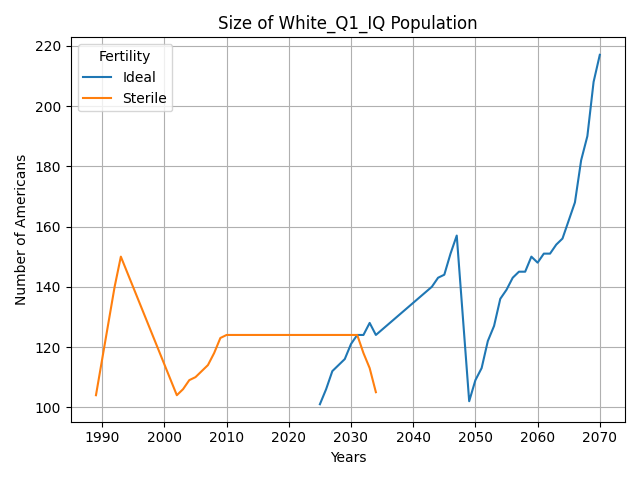 Size of White_Q1_IQ Population
Fertility
Ideal
Sterile
Number of Americans
220
200
180
160
140
120
100
1990 2000 2010 2020 2030 2040 2050 2060 2070
Years